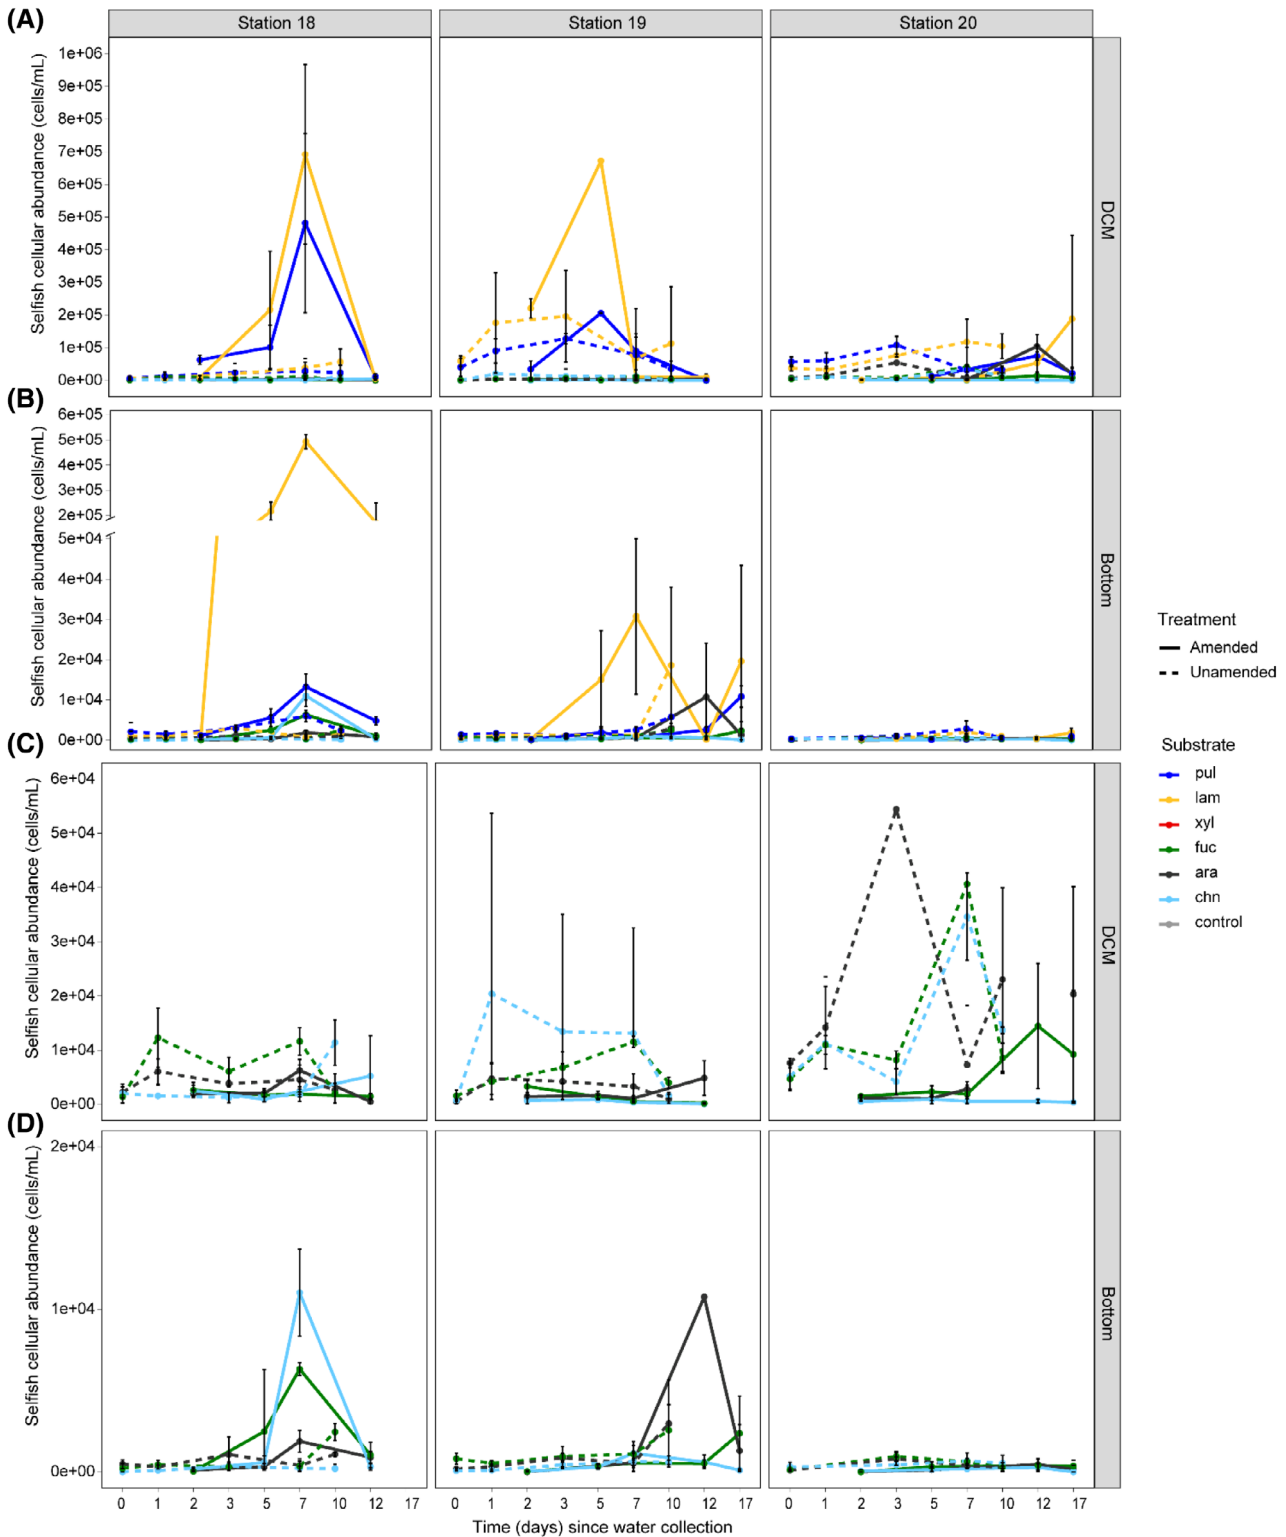 (A)
Station 18 Station 19 Station 20
Selfish cellular abundance (cells/mL)
1e+06
9e+05
8e+05
7e+05
6e+05
5e+05
4e+05
3e+05
2e+05
1e+05
0e+00
DCM
(B)
Selfish cellular abundance (cells/mL)
6e+05
5e+05
4e+05
3e+05
2e+05
5e+04
4e+04
3e+04
2e+04
1e+04
0e+00
Bottom
(C)
Selfish cellular abundance (cells/mL)
6e+04
5e+04
4e+04
3e+04
2e+04
1e+04
0e+00
DCM
(D)
Selfish cellular abundance (cells/mL)
2e+04
1e+04
0e+00
Bottom
0 1 2 3 5 7 10 12 17 0 1 2 3 5 7 10 12 17 0 1 2 3 5 7 10 12 17
Time (days) since water collection
Treatment
Amended
Unamended
Substrate
pul
lam
xyl
fuc
ara
chn
control